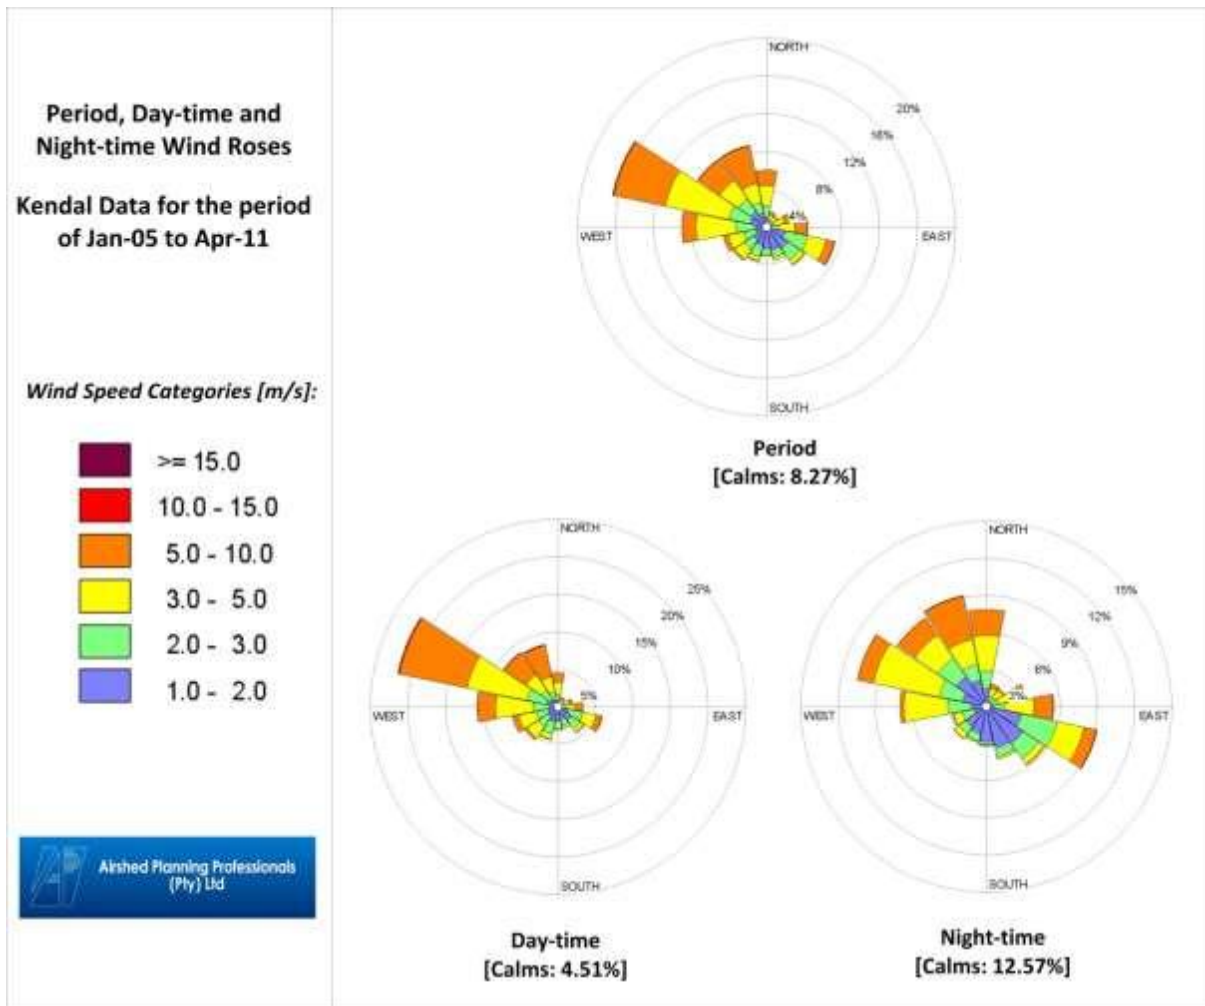 Period, Day-time and
Night-time Wind Roses
Kendal Data for the period
of Jan-05 to Apr-11
Wind Speed Categories [m/s]:
>= 15.0
10.0 - 15.0
5.0 - 10.0
3.0 - 5.0
2.0 - 3.0
1.0 - 2.0
Airshed Planning Professionals
(Pty) Ltd
NORTH
20%
16%
12%
8%
4%
WEST
EAST
SOUTH
Period
[Calms: 8.27%]
NORTH
25%
20%
15%
10%
5%
WEST
EAST
SOUTH
Day-time
[Calms: 4.51%]
NORTH
15%
12%
9%
6%
3%
WEST
EAST
SOUTH
Night-time
[Calms: 12.57%]